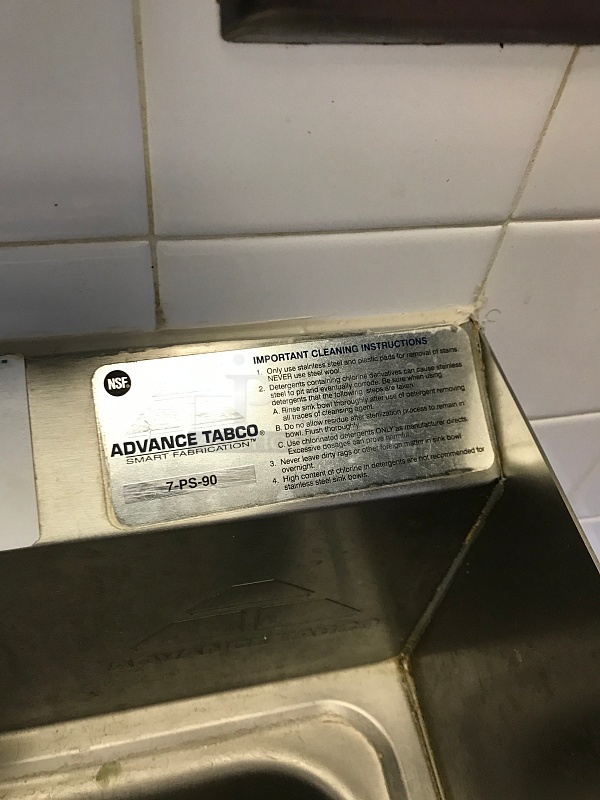 NSF®
ADVANCE TABCO®
SMART FABRICATION™
7-PS-90
IMPORTANT CLEANING INSTRUCTIONS
1. Only use stainless steel and plastic pads for removal of stains.
NEVER use steel wool.
2. Detergents containing chlorine derivatives can cause stainless
steel to pit and eventually corrode. Be sure when using
detergents that the following steps are taken:
A. Rinse sink bowl thoroughly after use of detergent removing
all traces of cleansing agent.
B. Do not allow residue after sterilization process to remain in
bowl. Flush thoroughly.
C. Use chlorinated detergents ONLY as manufacturer directs.
Excessive dosages can prove harmful.
3. Never leave dirty rags or other foreign matter in sink bowl
overnight.
4. High content of chlorine in detergents are not recommended for
stainless steel sink bowls.